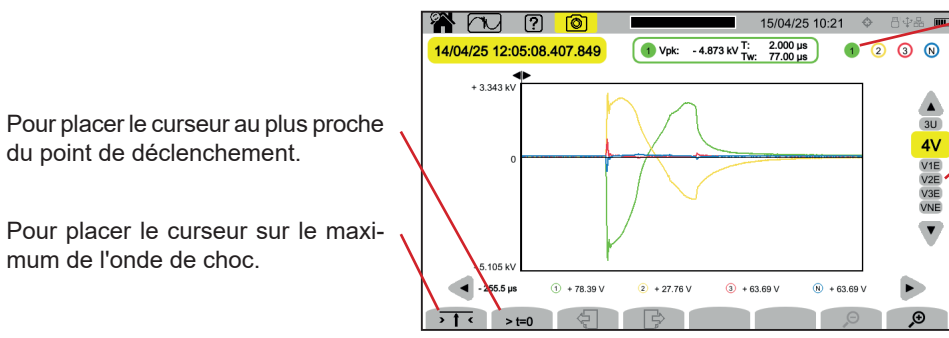 15/04/25 10:21
14/04/25 12:05:08.407.849
1 Vpk: - 4.873 kV T: 2.000 µs
Tw: 77.00 µs
1 2 3 N
+ 3.343 kV
0
- 5.105 kV
3U
4V
V1E
V2E
V3E
VNE
- 255.5 µs 1 + 78.39 V 2 + 27.76 V 3 + 63.69 V N + 63.69 V
> t=0
Pour placer le curseur au plus proche
du point de déclenchement.
Pour placer le curseur sur le maxi-
mum de l'onde de choc.